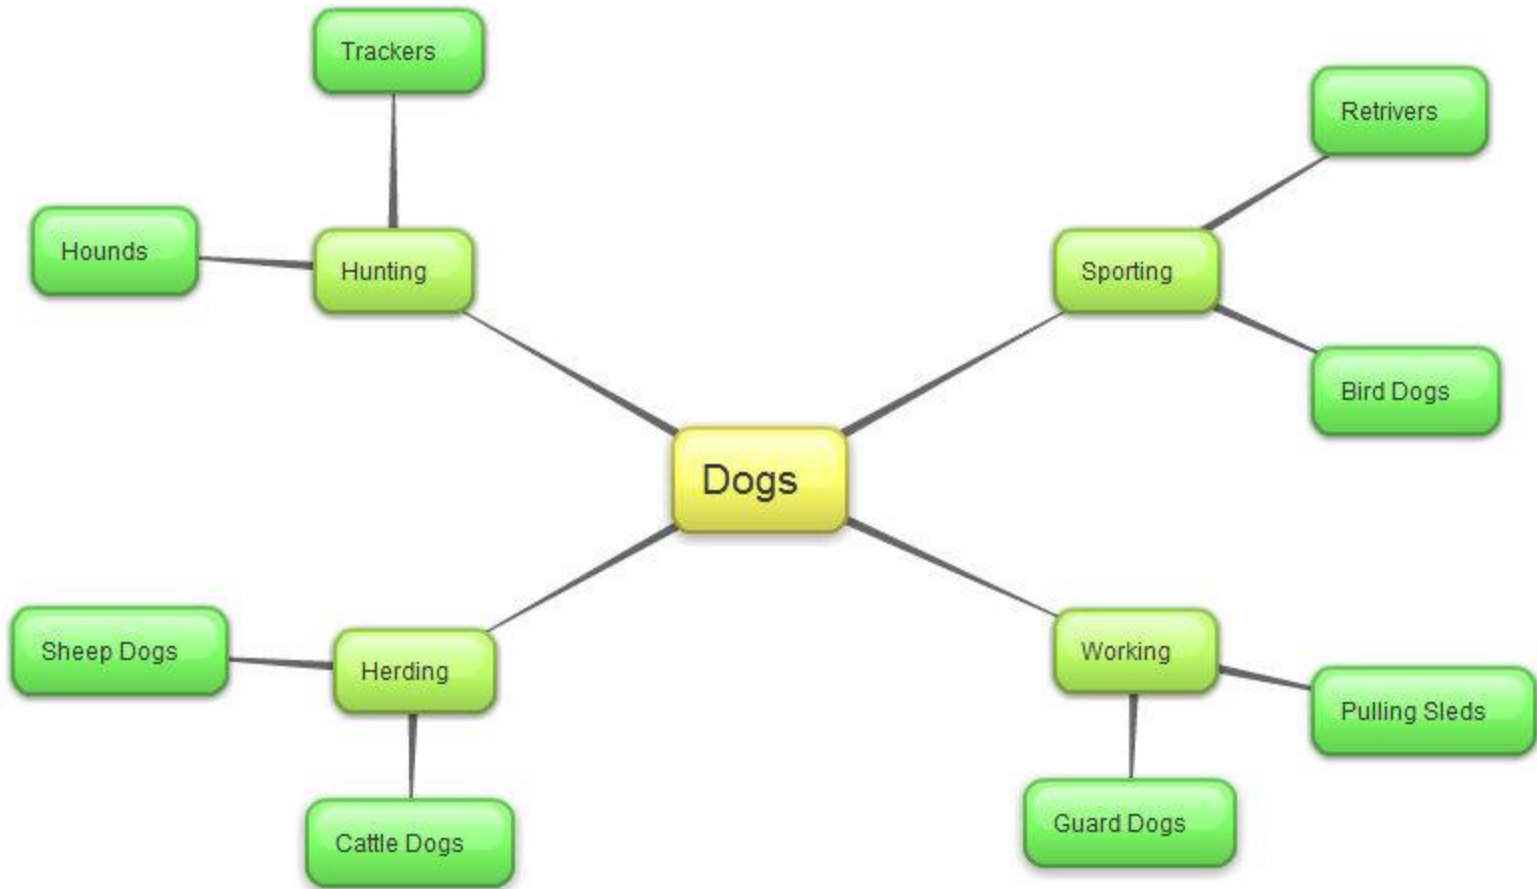 Trackers
Retrivers
Hounds
Hunting
Sporting
Bird Dogs
Dogs
Sheep Dogs
Herding
Working
Pulling Sleds
Cattle Dogs
Guard Dogs